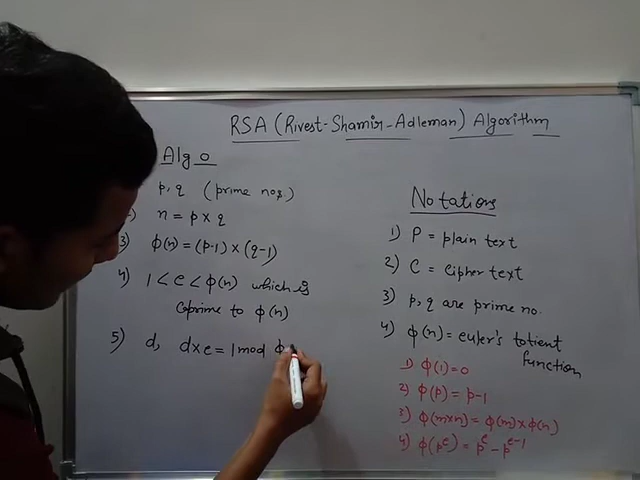 RSA (Rivest-Shamir-Adleman) Algorithm
Algo
p, q (prime nos.)
n = p × q
3) ϕ(n) = (p-1) × (q-1)
4) 1 < e < ϕ(n) which is
Coprime to ϕ(n)
5) d, d×e = 1 mod ϕ
Notations
1) P = plain text
2) C = cipher text
3) p, q are prime no.
4) ϕ(n) = euler's totient
function
1) ϕ(1) = 0
2) ϕ(p) = p-1
3) ϕ(m×n) = ϕ(m) × ϕ(n)
4) ϕ(p^e) = p^e - p^e-1